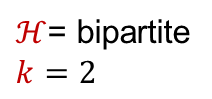 ℋ = bipartite
𝑘 = 2